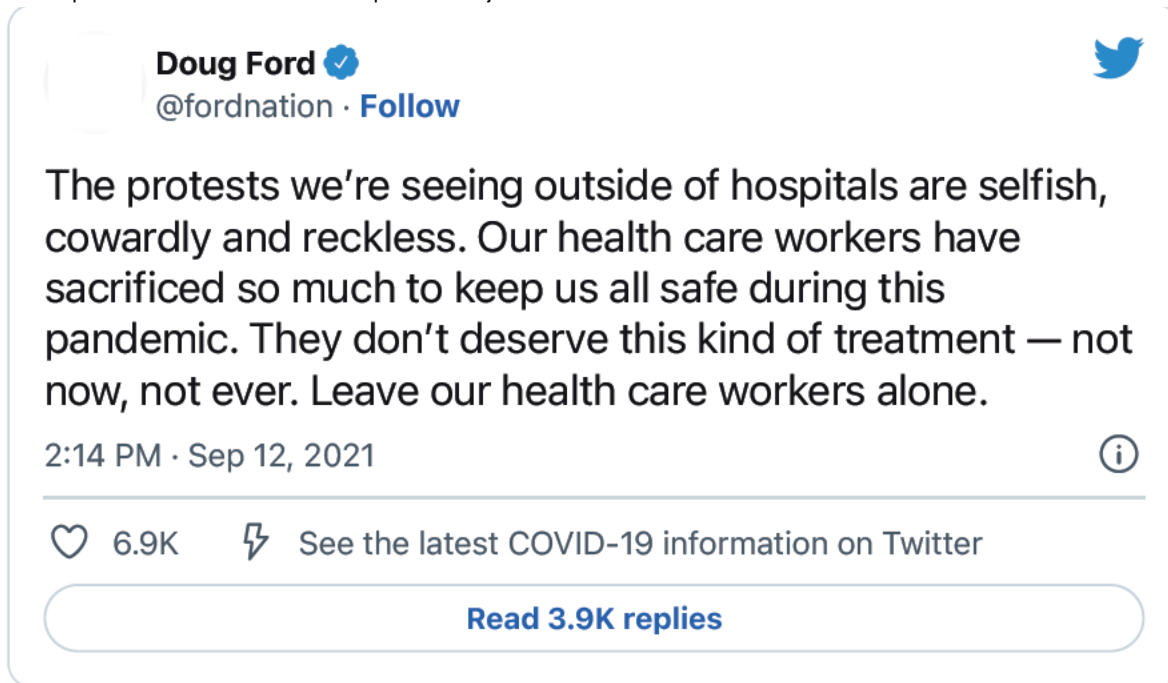 Doug Ford
@fordnation · Follow
The protests we’re seeing outside of hospitals are selfish,
cowardly and reckless. Our health care workers have
sacrificed so much to keep us all safe during this
pandemic. They don’t deserve this kind of treatment — not
now, not ever. Leave our health care workers alone.
2:14 PM · Sep 12, 2021
6.9K See the latest COVID-19 information on Twitter
Read 3.9K replies